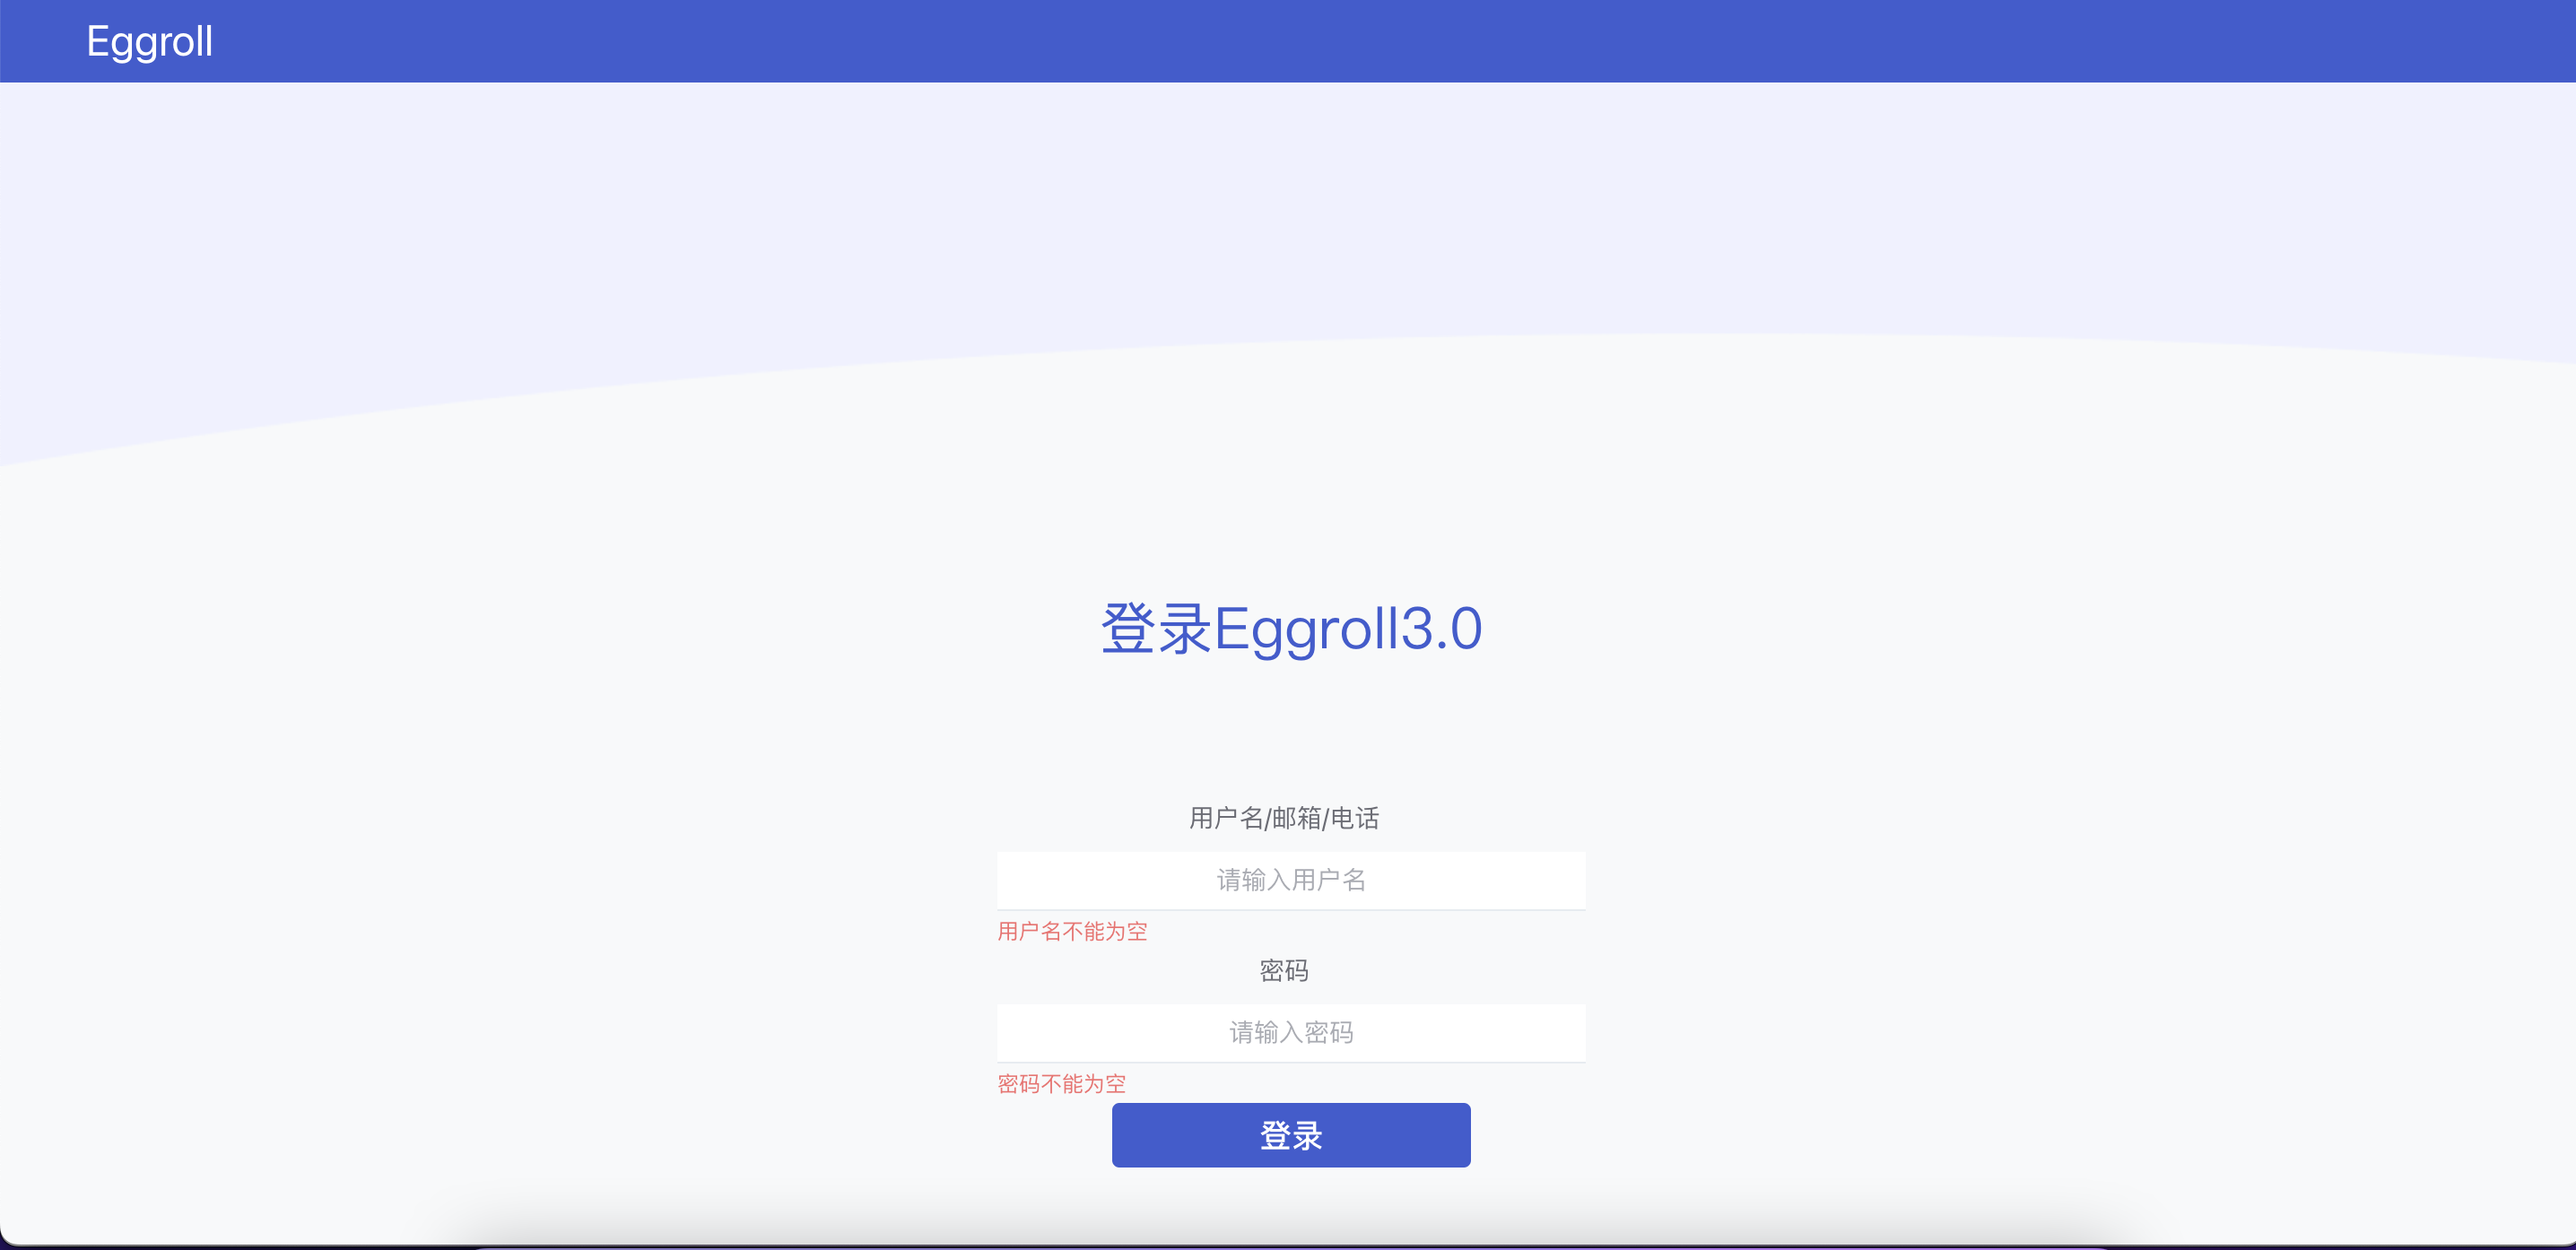 Eggroll
登录Eggroll3.0
用户名/邮箱/电话
请输入用户名
用户名不能为空
密码
请输入密码
密码不能为空
登录